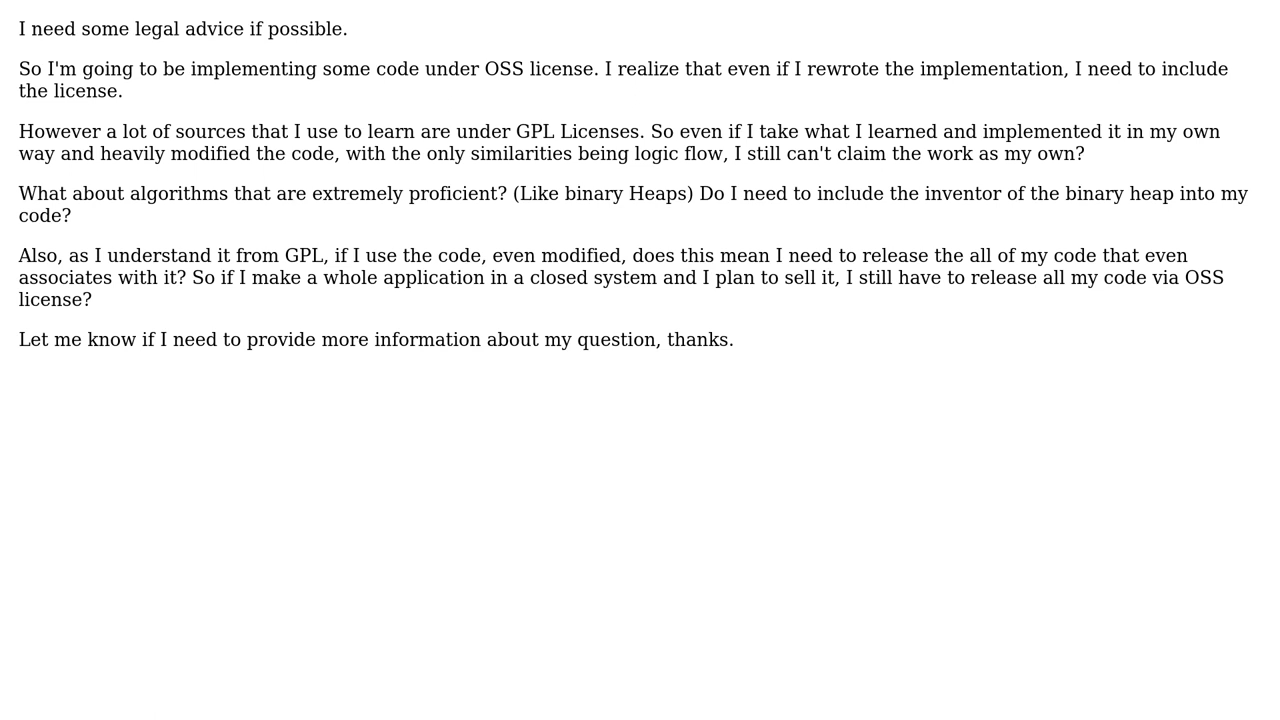 I need some legal advice if possible.
So I'm going to be implementing some code under OSS license. I realize that even if I rewrote the implementation, I need to include
the license.
However a lot of sources that I use to learn are under GPL Licenses. So even if I take what I learned and implemented it in my own
way and heavily modified the code, with the only similarities being logic flow, I still can't claim the work as my own?
What about algorithms that are extremely proficient? (Like binary Heaps) Do I need to include the inventor of the binary heap into my
code?
Also, as I understand it from GPL, if I use the code, even modified, does this mean I need to release the all of my code that even
associates with it? So if I make a whole application in a closed system and I plan to sell it, I still have to release all my code via OSS
license?
Let me know if I need to provide more information about my question, thanks.